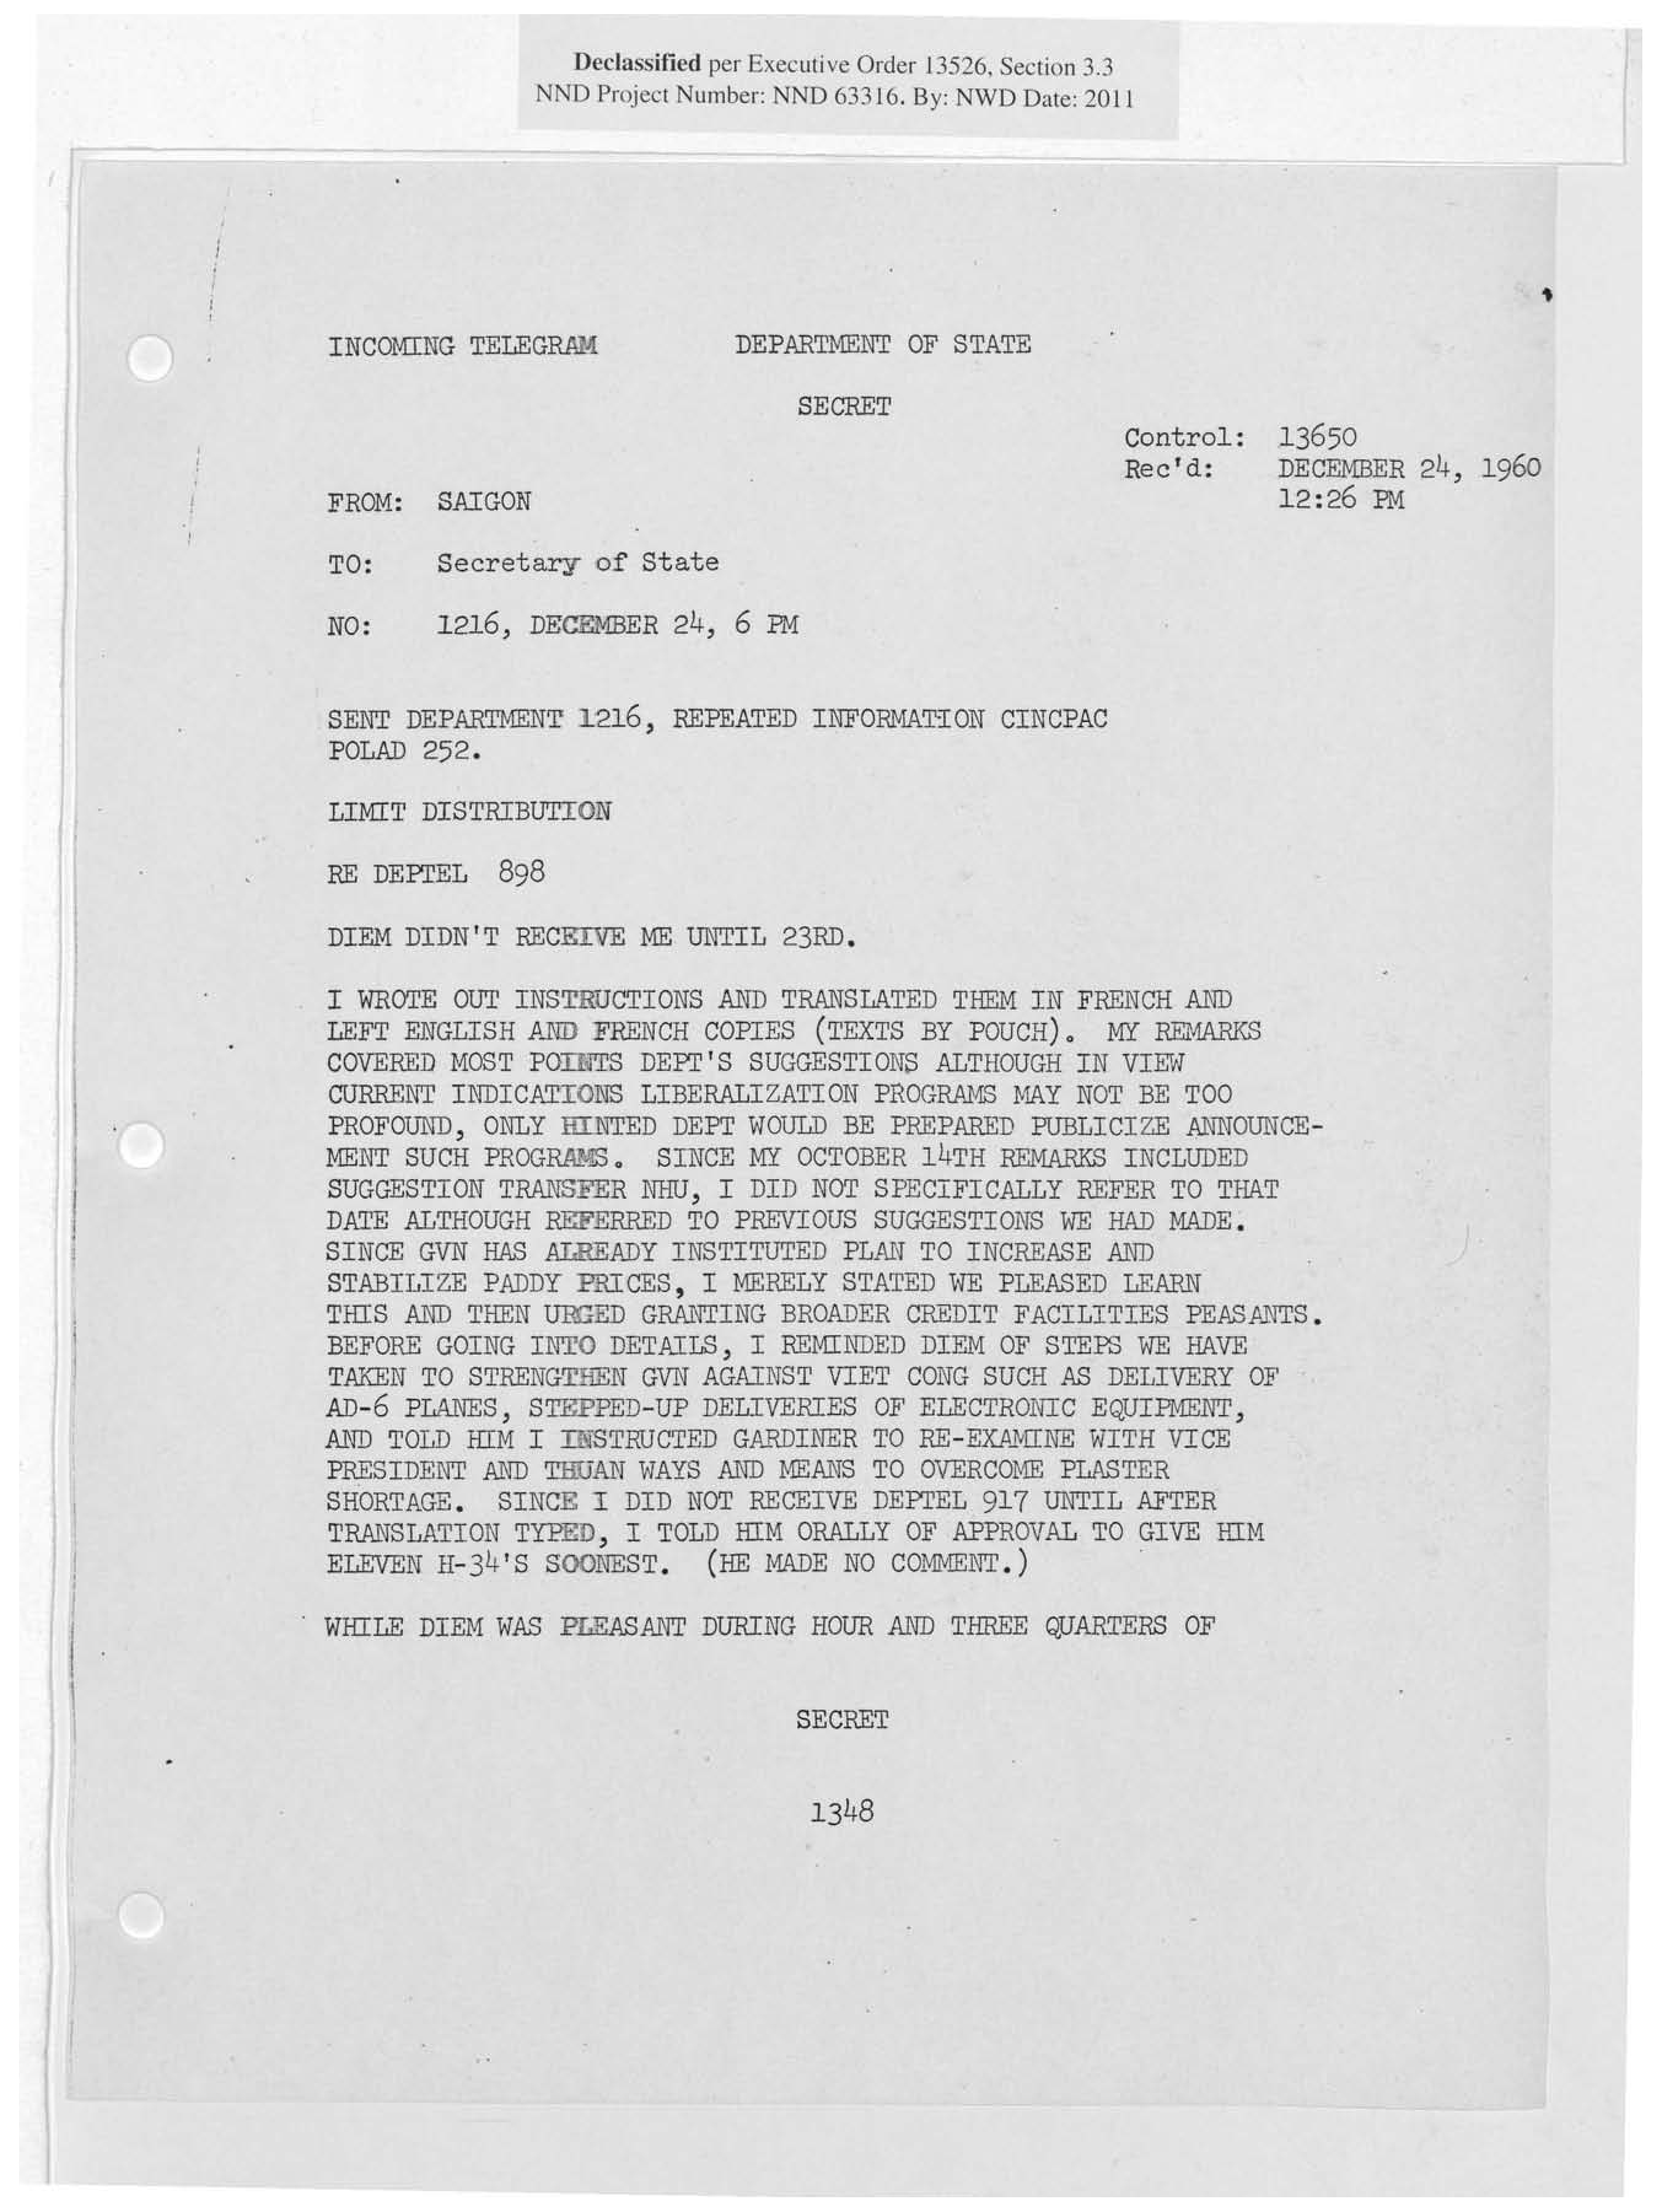 Declassified per Executive Order 13526, Section 3.3
NND Project Number: NND 63316. By: NWD Date: 2011
INCOMING TELEGRAM DEPARTMENT OF STATE
SECRET
Control: 13650
Rec'd: DECEMBER 24, 1960
12:26 PM
FROM: SAIGON
TO: Secretary of State
NO: 1216, DECEMBER 24, 6 PM
SENT DEPARTMENT 1216, REPEATED INFORMATION CINCPAC
POLAD 252.
LIMIT DISTRIBUTION
RE DEPTEL 898
DIEM DIDN'T RECEIVE ME UNTIL 23RD.
I WROTE OUT INSTRUCTIONS AND TRANSLATED THEM IN FRENCH AND
LEFT ENGLISH AND FRENCH COPIES (TEXTS BY POUCH). MY REMARKS
COVERED MOST POINTS DEPT'S SUGGESTIONS ALTHOUGH IN VIEW
CURRENT INDICATIONS LIBERALIZATION PROGRAMS MAY NOT BE TOO
PROFOUND, ONLY HINTED DEPT WOULD BE PREPARED PUBLICIZE ANNOUNCE-
MENT SUCH PROGRAMS. SINCE MY OCTOBER 14TH REMARKS INCLUDED
SUGGESTION TRANSFER NHU, I DID NOT SPECIFICALLY REFER TO THAT
DATE ALTHOUGH REFERRED TO PREVIOUS SUGGESTIONS WE HAD MADE.
SINCE GVN HAS ALREADY INSTITUTED PLAN TO INCREASE AND
STABILIZE PADDY PRICES, I MERELY STATED WE PLEASED LEARN
THIS AND THEN URGED GRANTING BROADER CREDIT FACILITIES PEASANTS.
BEFORE GOING INTO DETAILS, I REMINDED DIEM OF STEPS WE HAVE
TAKEN TO STRENGTHEN GVN AGAINST VIET CONG SUCH AS DELIVERY OF
AD-6 PLANES, STEPPED-UP DELIVERIES OF ELECTRONIC EQUIPMENT,
AND TOLD HIM I INSTRUCTED GARDINER TO RE-EXAMINE WITH VICE
PRESIDENT AND THUAN WAYS AND MEANS TO OVERCOME PLASTER
SHORTAGE. SINCE I DID NOT RECEIVE DEPTEL 917 UNTIL AFTER
TRANSLATION TYPED, I TOLD HIM ORALLY OF APPROVAL TO GIVE HIM
ELEVEN H-34'S SOONEST. (HE MADE NO COMMENT.)
WHILE DIEM WAS PLEASANT DURING HOUR AND THREE QUARTERS OF
SECRET
1348